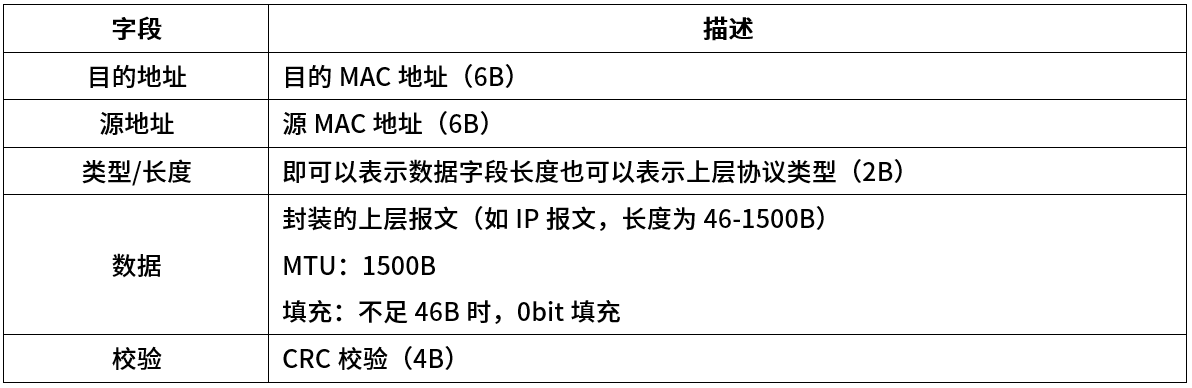 字段 描述
目的地址 目的 MAC 地址（6B）
源地址 源 MAC 地址（6B）
类型/长度 即可以表示数据字段长度也可以表示上层协议类型（2B）
封装的上层报文（如 IP 报文，长度为 46-1500B）
数据 MTU：1500B
填充：不足 46B 时，0bit 填充
校验 CRC 校验（4B）